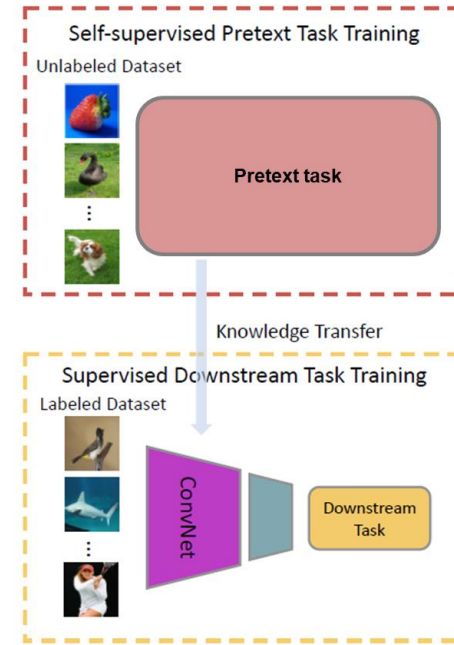 Self-supervised Pretext Task Training
Unlabeled Dataset
Pretext task
Knowledge Transfer
Supervised Downstream Task Training
Labeled Dataset
ConvNet
Downstream
Task